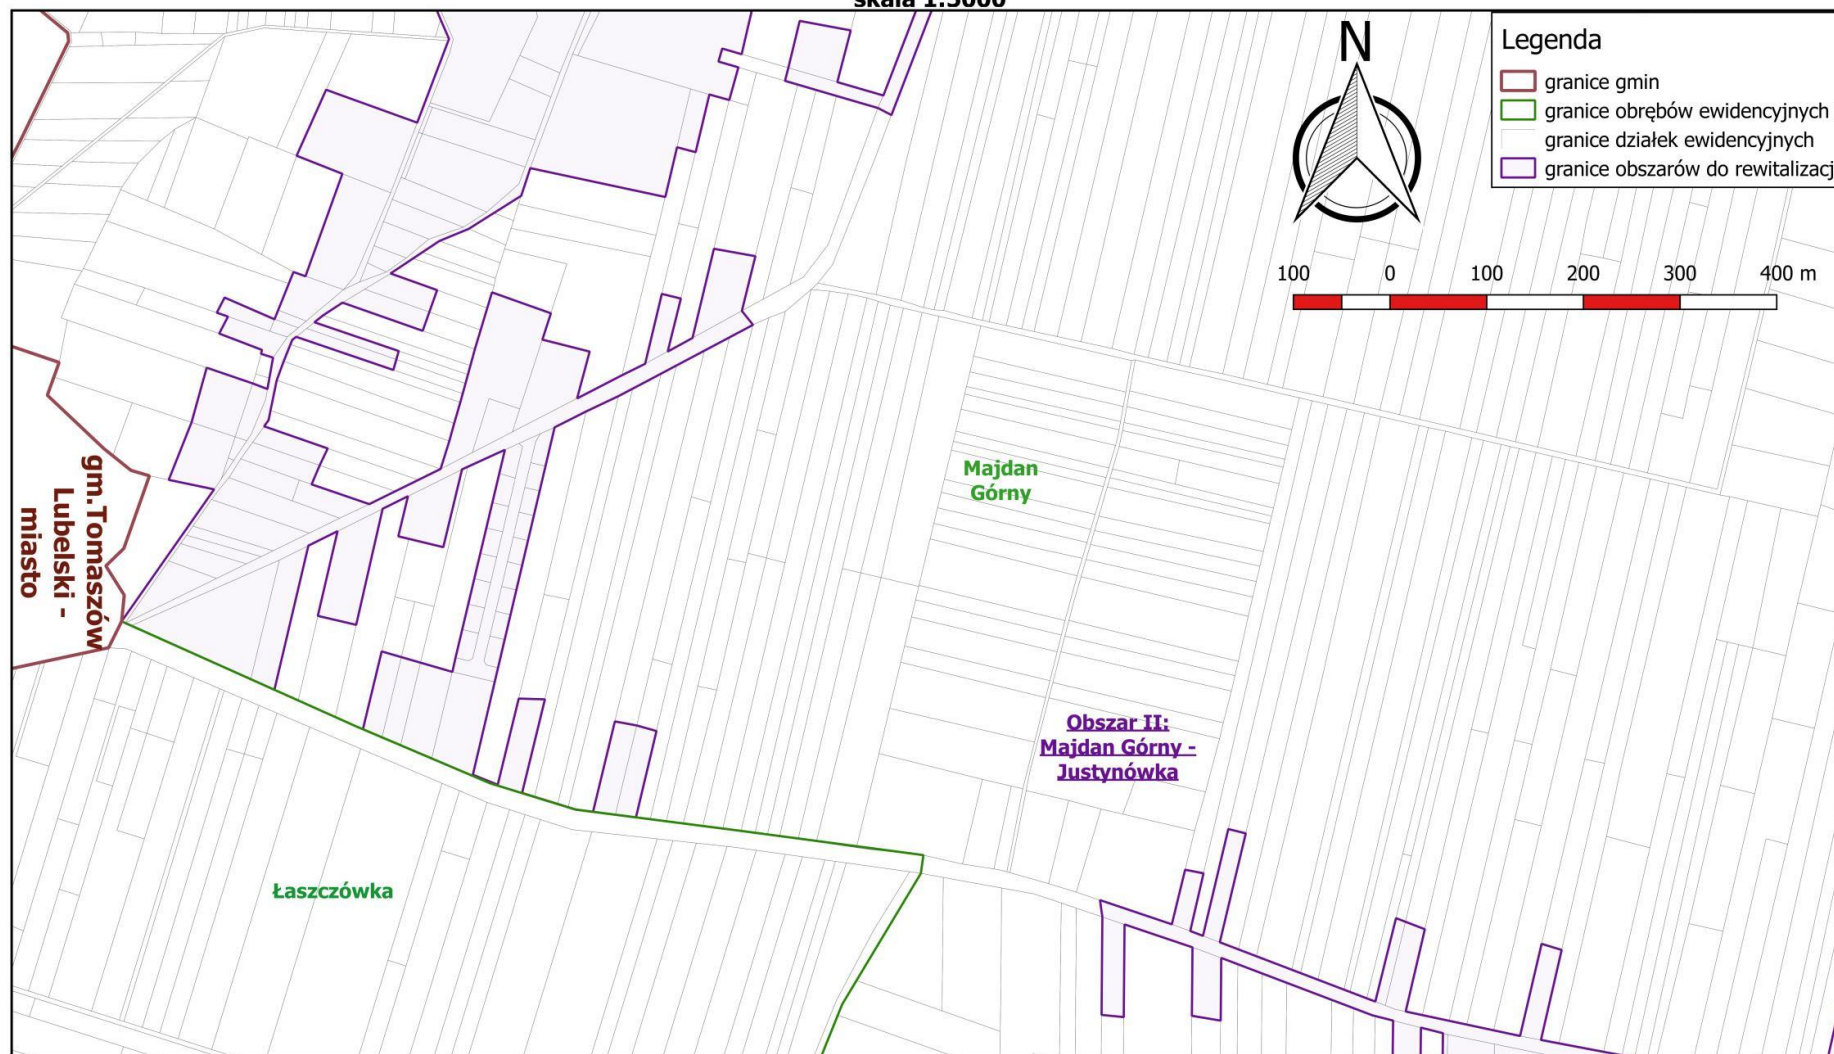 skala 1:5000
N
Legenda
granice gmin
granice obrębów ewidencyjnych
granice działek ewidencyjnych
granice obszarów do rewitalizacj
100 0 100 200 300 400 m
Majdan
Górny
gm.Tomaszów
Lubelski -
miasto
Obszar II:
Majdan Górny -
Justynówka
Łaszczówka